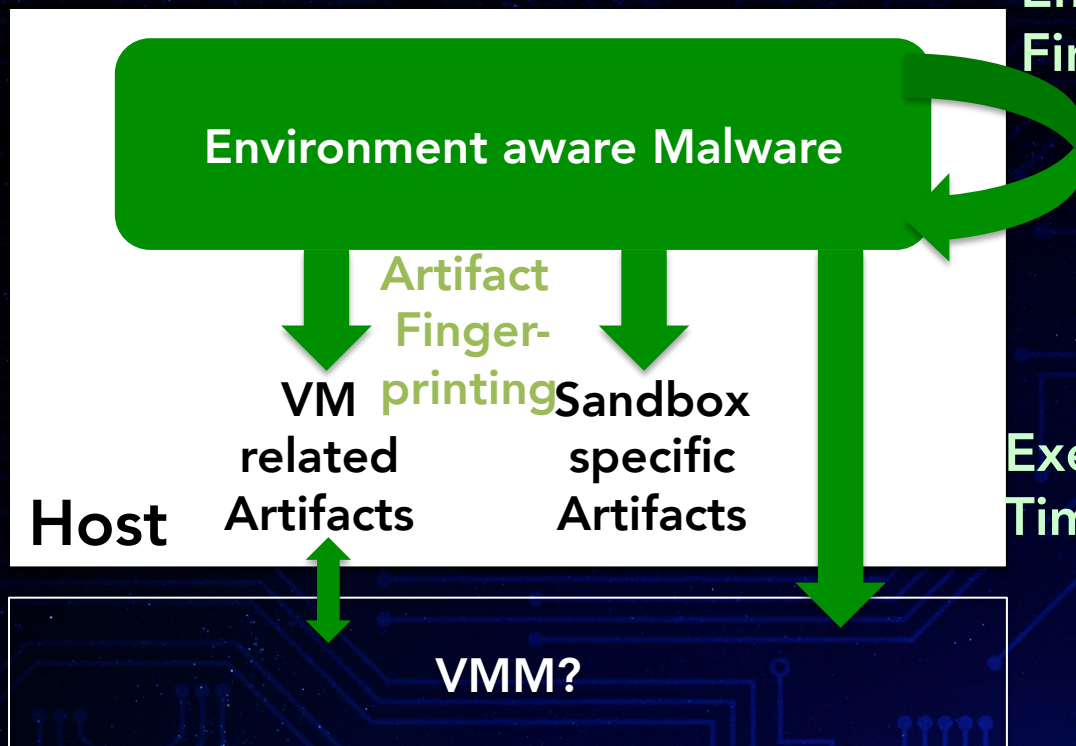 Environment aware Malware
Artifact
Finger-
printing
VM
related
Artifacts
Sandbox
specific
Artifacts
Host
VMM?